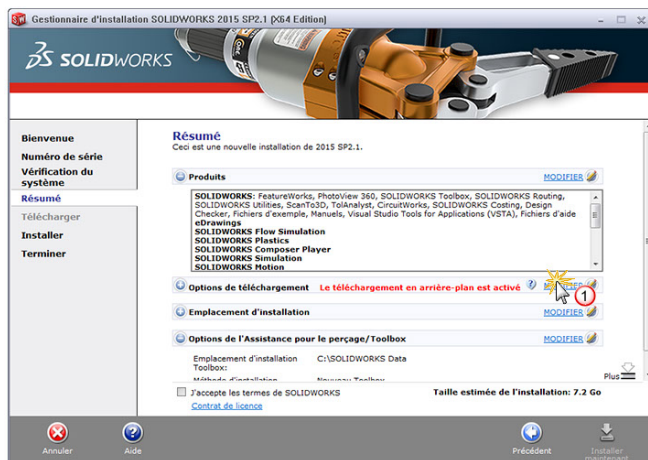 Gestionnaire d'installation SOLIDWORKS 2015 SP2.1 (X64 Edition)
SOLIDWORKS
Bienvenue
Numéro de série
Vérification du
système
Résumé
Télécharger
Installer
Terminer
Résumé
Ceci est une nouvelle installation de 2015 SP2.1.
Produits MODIFIER
SOLIDWORKS: FeatureWorks, PhotoView 360, SOLIDWORKS Toolbox, SOLIDWORKS Routing,
SOLIDWORKS Utilities, ScanTo3D, TolAnalyst, CircuitWorks, SOLIDWORKS Costing, Design
Checker, Fichiers d'exemple, Manuels, Visual Studio Tools for Applications (VSTA), Fichiers d'aide
eDrawings
SOLIDWORKS Flow Simulation
SOLIDWORKS Plastics
SOLIDWORKS Composer Player
SOLIDWORKS Simulation
SOLIDWORKS Motion
Options de téléchargement Le téléchargement en arrière-plan est activé ? MODIFIER
1
Emplacement d'installation MODIFIER
Options de l'Assistance pour le perçage/Toolbox MODIFIER
Emplacement d'installation C:\SOLIDWORKS Data
Toolbox:
Méthode d'installation Nouveau Toolbox
Plus
J'accepte les termes de SOLIDWORKS Taille estimée de l'installation: 7.2 Go
Contrat de licence
Annuler Aide Précédent Installer
maintenant